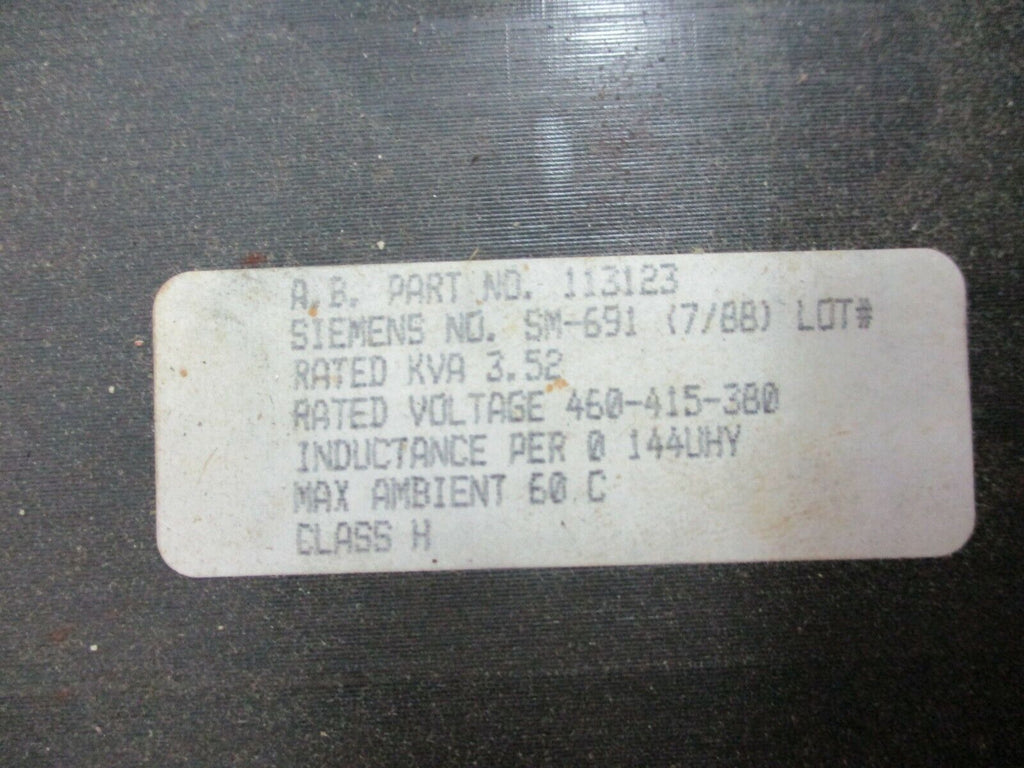 A.B. PART NO. 113123
SIEMENS NO. SM-691 (7/88) LOT#
RATED KVA 3.52
RATED VOLTAGE 460-415-380
INDUCTANCE PER 0 144UHY
MAX AMBIENT 60 C
CLASS H